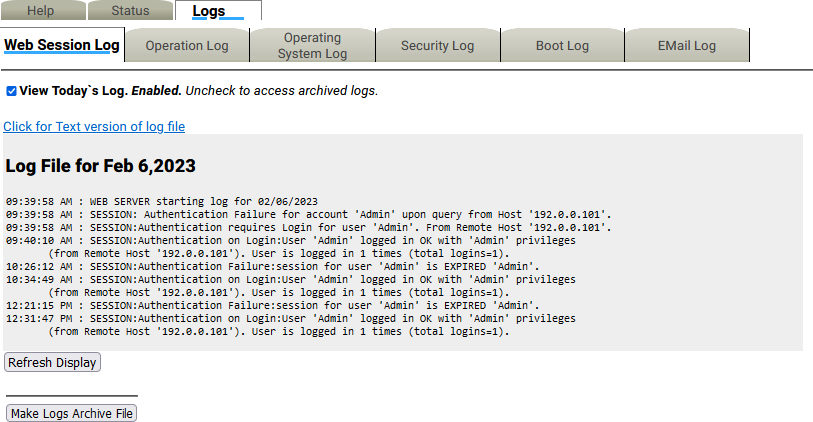 Help Status Logs
Web Session Log Operation Log Operating System Log Security Log Boot Log EMail Log
View Today`s Log. Enabled. Uncheck to access archived logs.
Click for Text version of log file
Log File for Feb 6,2023
09:39:58 AM : WEB SERVER starting log for 02/06/2023
09:39:58 AM : SESSION: Authentication Failure for account 'Admin' upon query from Host '192.0.0.101'.
09:39:58 AM : SESSION:Authentication requires Login for user 'Admin'. From Remote Host '192.0.0.101'.
09:40:10 AM : SESSION:Authentication on Login:User 'Admin' logged in OK with 'Admin' privileges
(from Remote Host '192.0.0.101'). User is logged in 1 times (total logins=1).
10:26:12 AM : SESSION:Authentication Failure:session for user 'Admin' is EXPIRED 'Admin'.
10:34:49 AM : SESSION:Authentication on Login:User 'Admin' logged in OK with 'Admin' privileges
(from Remote Host '192.0.0.101'). User is logged in 1 times (total logins=1).
12:21:15 PM : SESSION:Authentication Failure:session for user 'Admin' is EXPIRED 'Admin'.
12:31:47 PM : SESSION:Authentication on Login:User 'Admin' logged in OK with 'Admin' privileges
(from Remote Host '192.0.0.101'). User is logged in 1 times (total logins=1).
Refresh Display
Make Logs Archive File